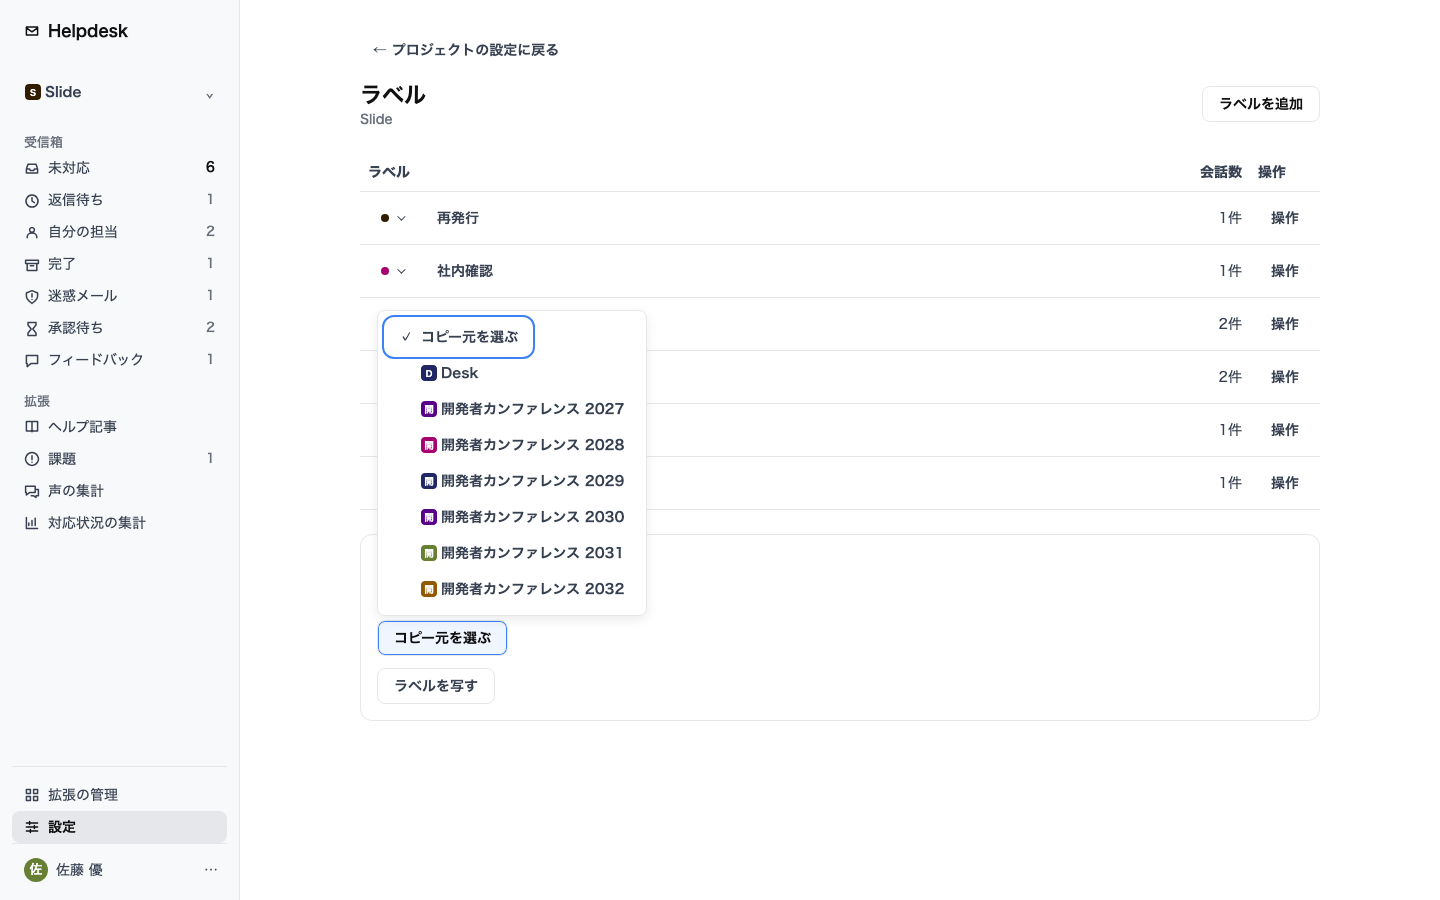 Helpdesk
S Slide
受信箱
未対応 6
返信待ち 1
自分の担当 2
完了 1
迷惑メール 1
承認待ち 2
フィードバック 1
拡張
ヘルプ記事
課題 1
声の集計
対応状況の集計
拡張の管理
設定
佐 佐藤 優 …
← プロジェクトの設定に戻る
ラベル
Slide
ラベルを追加
ラベル 会話数 操作
再発行 1件 操作
社内確認 1件 操作
2件 操作
2件 操作
1件 操作
1件 操作
✓ コピー元を選ぶ
D Desk
開 開発者カンファレンス 2027
開 開発者カンファレンス 2028
開 開発者カンファレンス 2029
開 開発者カンファレンス 2030
開 開発者カンファレンス 2031
開 開発者カンファレンス 2032
コピー元を選ぶ
ラベルを写す